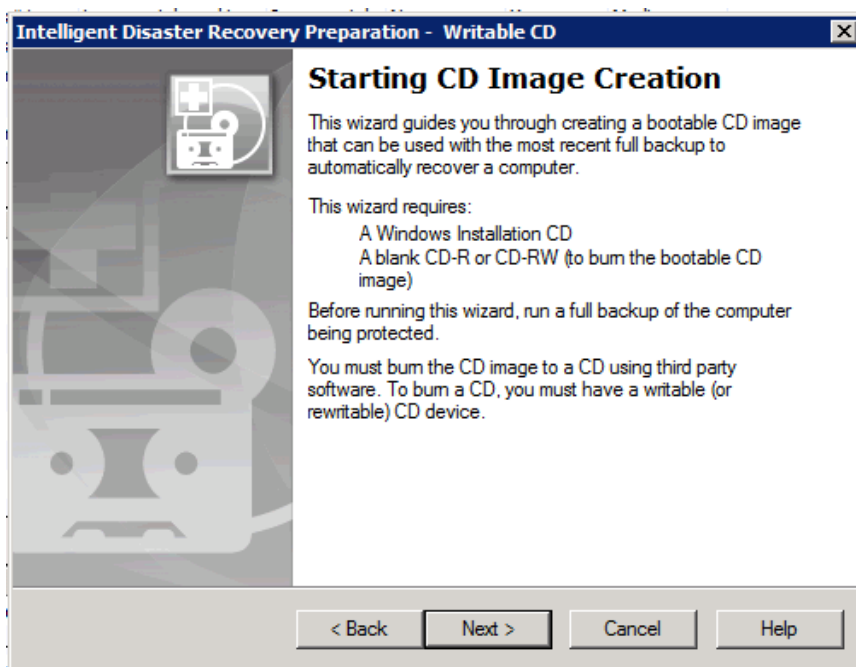 Intelligent Disaster Recovery Preparation - Writable CD
Starting CD Image Creation
This wizard guides you through creating a bootable CD image
that can be used with the most recent full backup to
automatically recover a computer.
This wizard requires:
A Windows Installation CD
A blank CD-R or CD-RW (to burn the bootable CD
image)
Before running this wizard, run a full backup of the computer
being protected.
You must burn the CD image to a CD using third party
software. To burn a CD, you must have a writable (or
rewritable) CD device.
< Back Next > Cancel Help